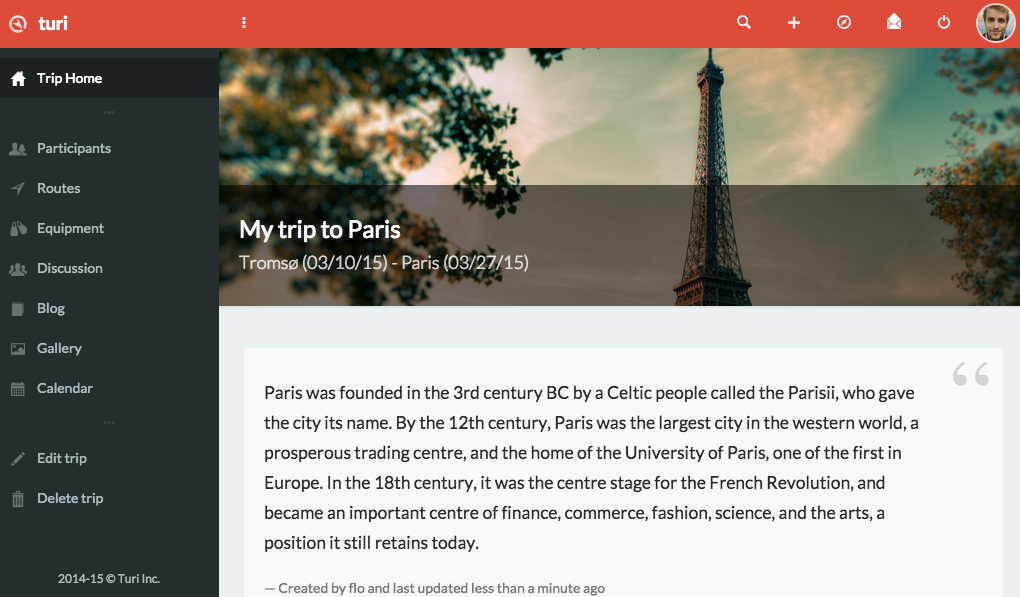 turi
Trip Home
Participants
Routes
Equipment
Discussion
Blog
Gallery
Calendar
Edit trip
Delete trip
2014-15 © Turi Inc.
My trip to Paris
Tromsø (03/10/15) - Paris (03/27/15)
Paris was founded in the 3rd century BC by a Celtic people called the Parisii, who gave
the city its name. By the 12th century, Paris was the largest city in the western world, a
prosperous trading centre, and the home of the University of Paris, one of the first in
Europe. In the 18th century, it was the centre stage for the French Revolution, and
became an important centre of finance, commerce, fashion, science, and the arts, a
position it still retains today.
— Created by flo and last updated less than a minute ago